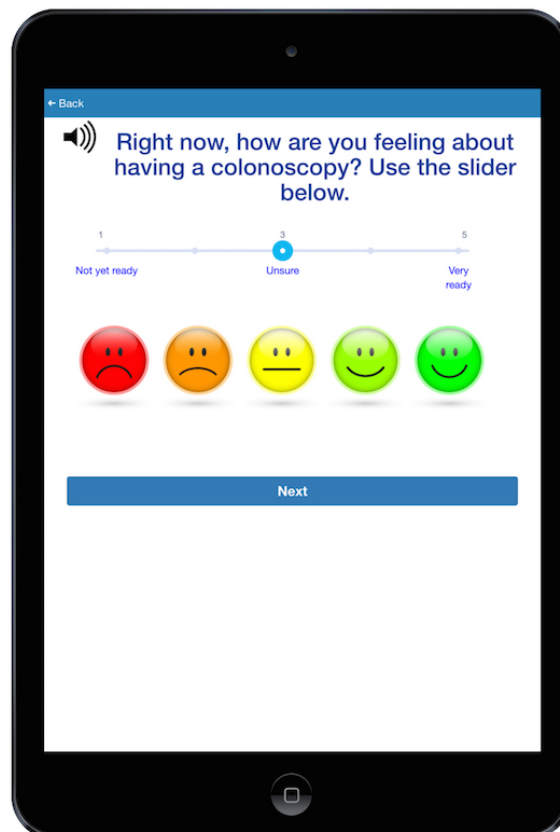 ← Back
Right now, how are you feeling about
having a colonoscopy? Use the slider
below.
1 3 5
Not yet ready Unsure Very
ready
Next